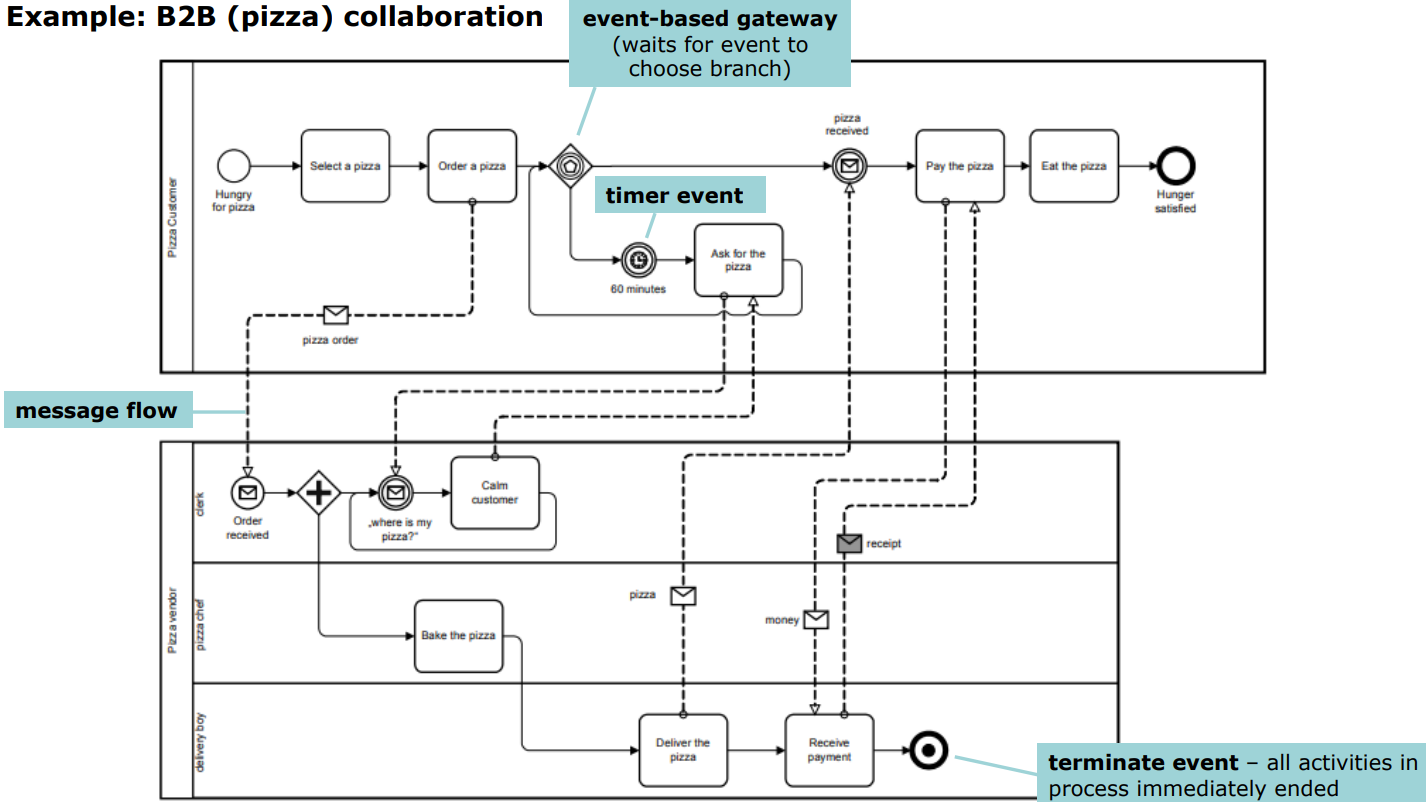 Example: B2B (pizza) collaboration
event-based gateway
(waits for event to
choose branch)
Pizza Customer
Hungry
for pizza
Select a pizza
Order a pizza
timer event
60 minutes
Ask for the
pizza
pizza
received
Pay the pizza
Eat the pizza
Hunger
satisfied
pizza order
message flow
Pizza vendor
clerk
Order
received
„where is my
pizza?“
Calm
customer
receipt
pizza chef
Bake the pizza
pizza
money
delivery boy
Deliver the
pizza
Receive
payment
terminate event – all activities in
process immediately ended